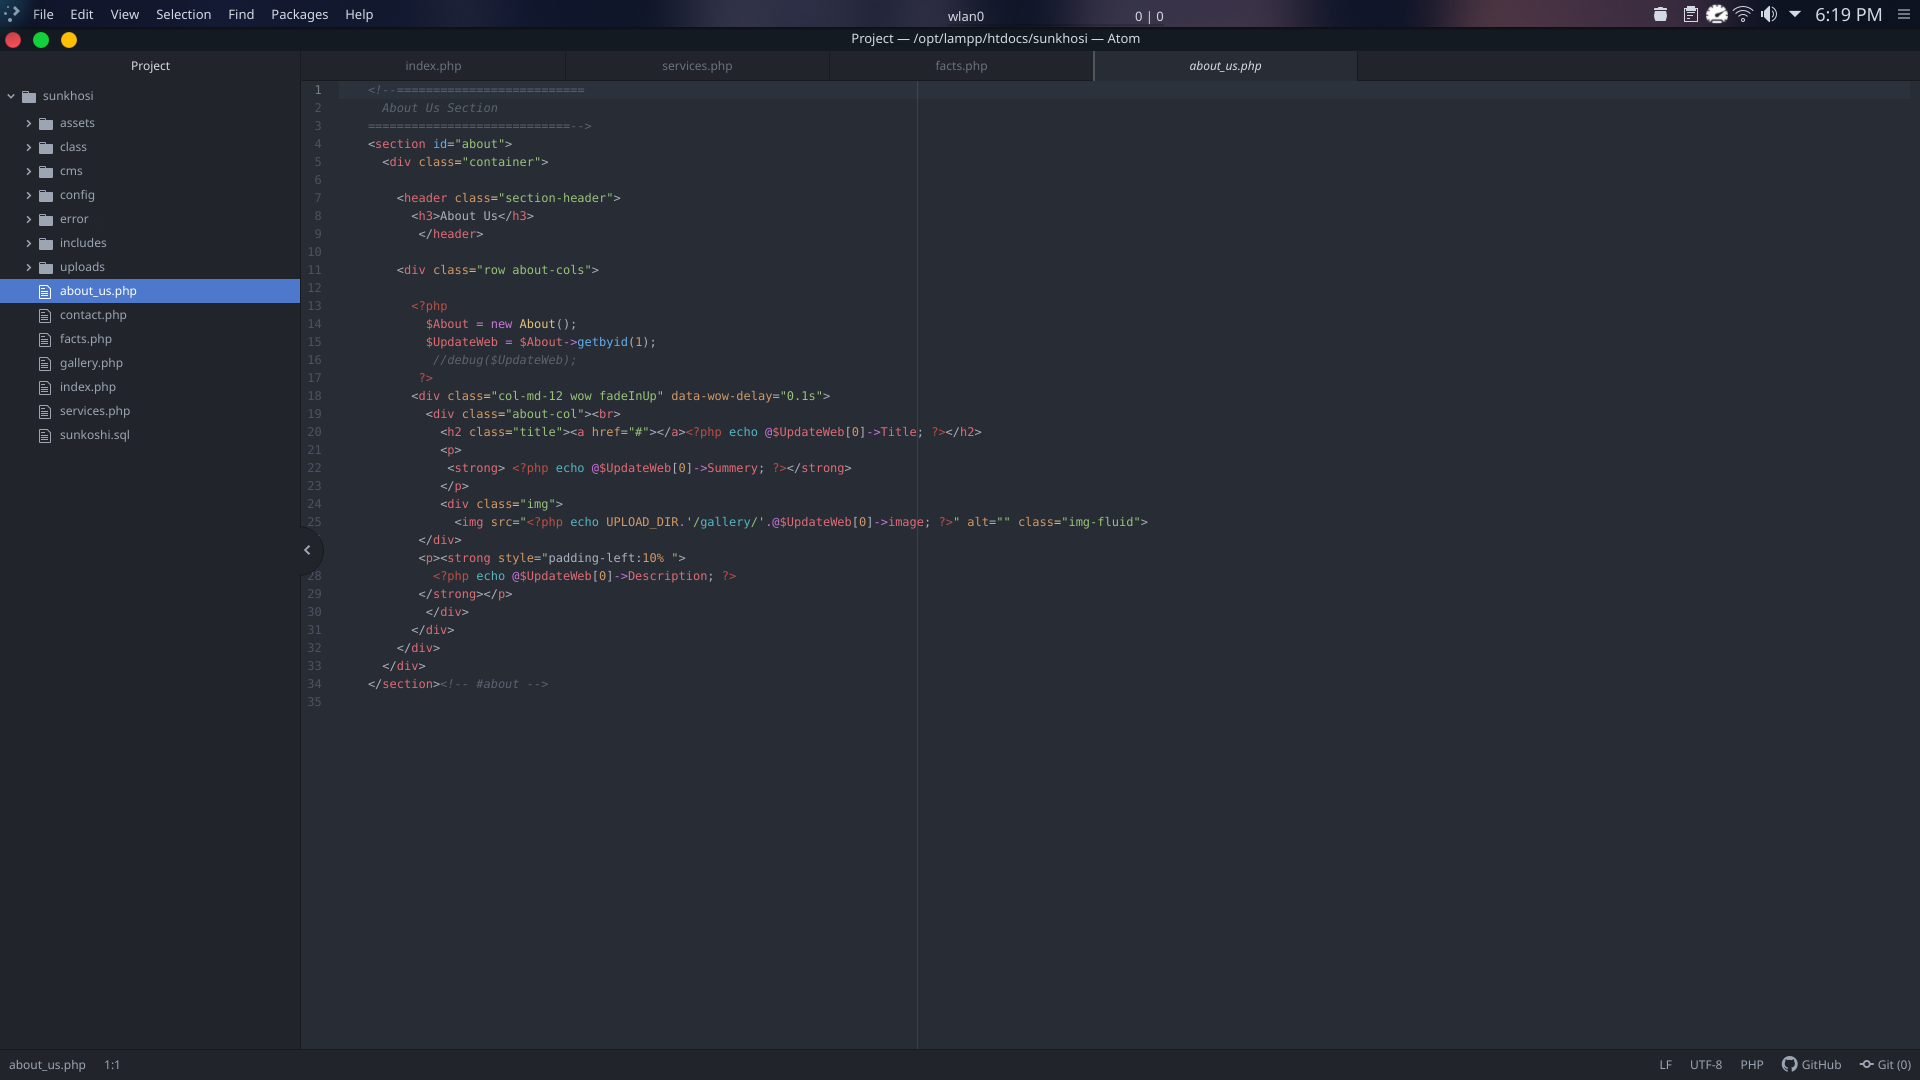 File Edit View Selection Find Packages Help
wlan0 0 | 0
6:19 PM
Project — /opt/lampp/htdocs/sunkhosi — Atom
Project
index.php services.php facts.php about_us.php
sunkhosi
assets
class
cms
config
error
includes
uploads
about_us.php
contact.php
facts.php
gallery.php
index.php
services.php
sunkoshi.sql
1 <!--==========================
2 About Us Section
3 ============================-->
4 <section id="about">
5 <div class="container">
6
7 <header class="section-header">
8 <h3>About Us</h3>
9 </header>
10
11 <div class="row about-cols">
12
13 <?php
14 $About = new About();
15 $UpdateWeb = $About->getbyid(1);
16 //debug($UpdateWeb);
17 ?>
18 <div class="col-md-12 wow fadeInUp" data-wow-delay="0.1s">
19 <div class="about-col"><br>
20 <h2 class="title"><a href="#"></a><?php echo @$UpdateWeb[0]->Title; ?></h2>
21 <p>
22 <strong> <?php echo @$UpdateWeb[0]->Summery; ?></strong>
23 </p>
24 <div class="img">
25 <img src="<?php echo UPLOAD_DIR.'/gallery/'.@$UpdateWeb[0]->image; ?>" alt="" class="img-fluid">
</div>
<p><strong style="padding-left:10% ">
28 <?php echo @$UpdateWeb[0]->Description; ?>
29 </strong></p>
30 </div>
31 </div>
32 </div>
33 </div>
34 </section><!-- #about -->
35
about_us.php 1:1
LF UTF-8 PHP GitHub Git (0)